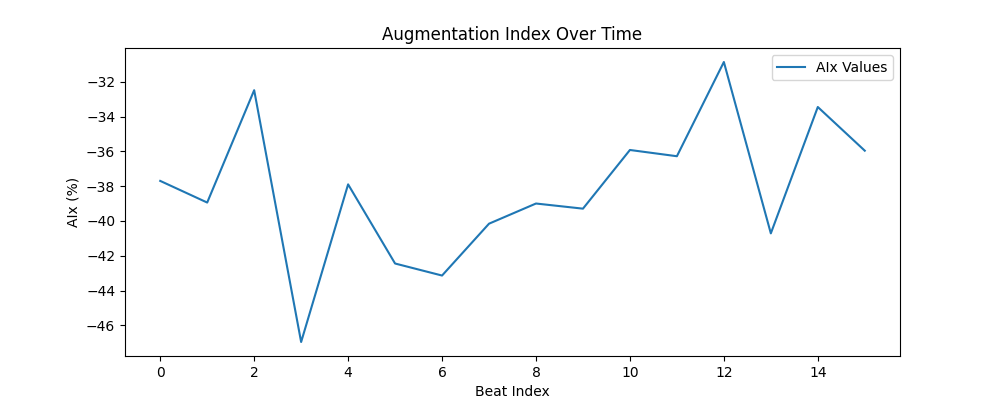 Augmentation Index Over Time
AIx Values
AIx (%)
−32
−34
−36
−38
−40
−42
−44
−46
0 2 4 6 8 10 12 14
Beat Index